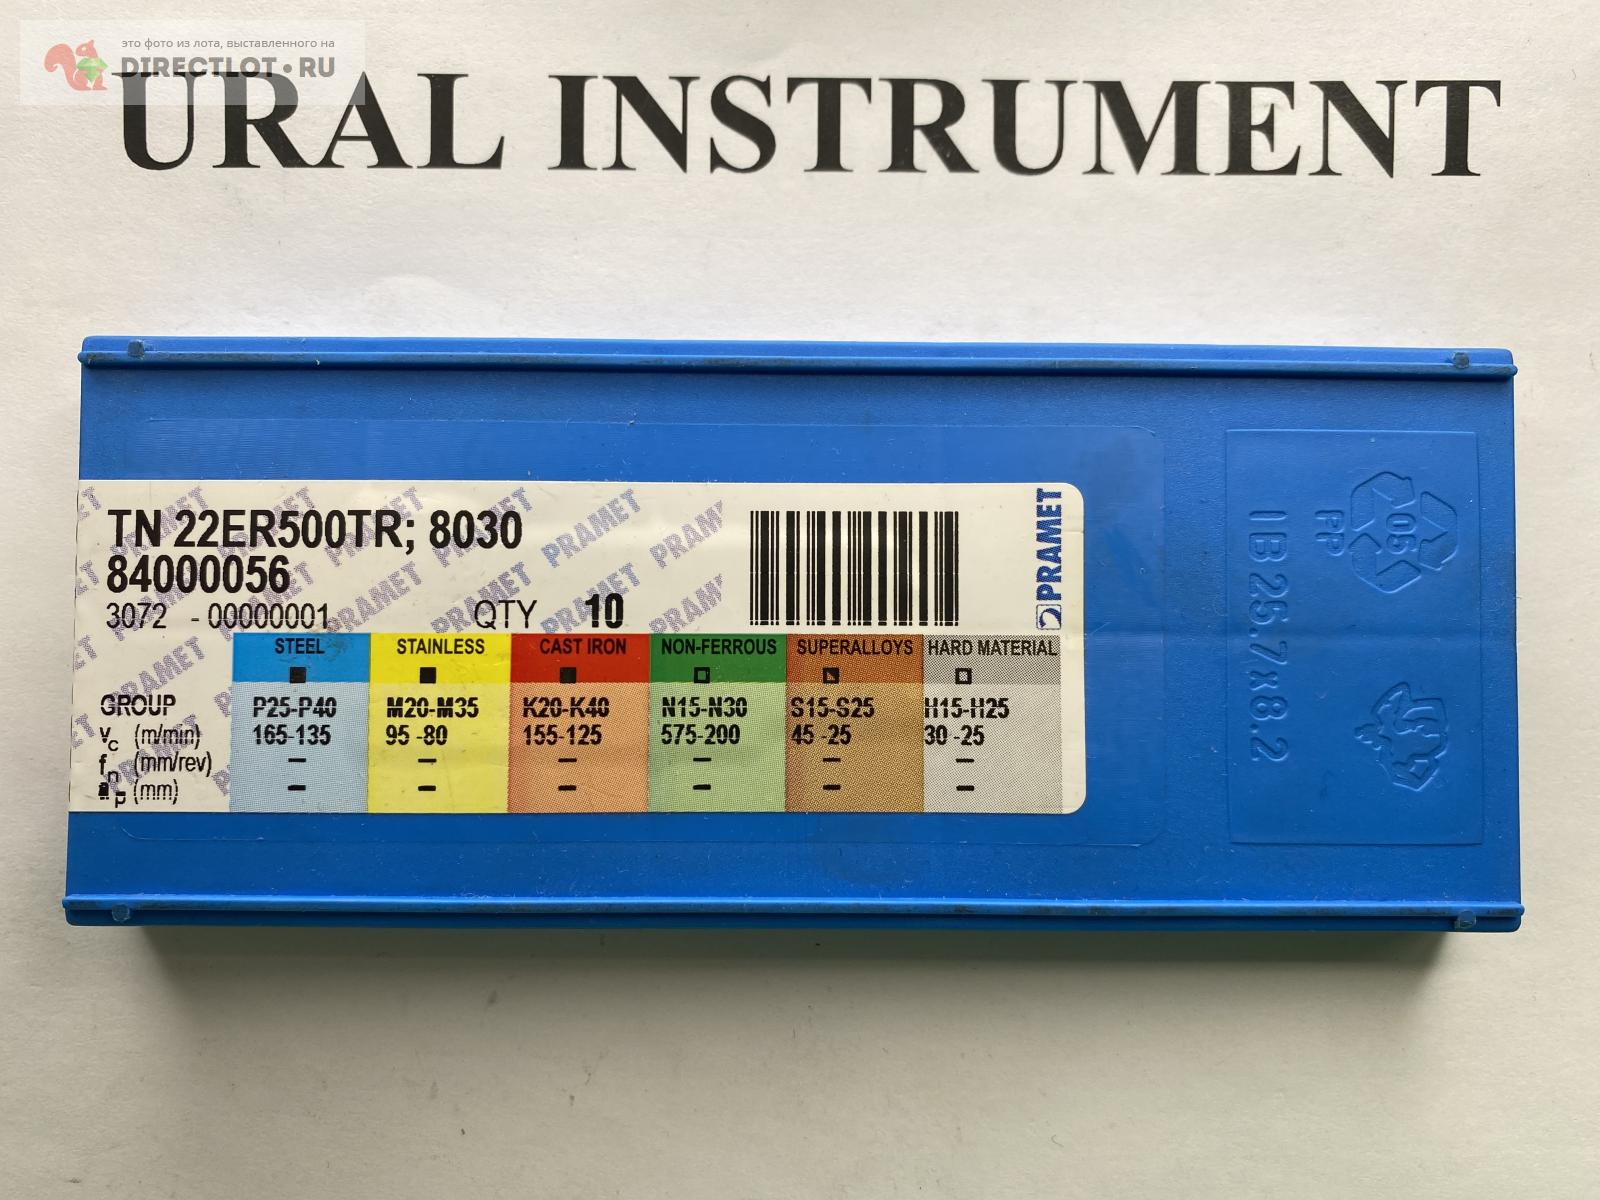 это фото из лота, выставленного на
DIRECTLOT•RU
URAL INSTRUMENT
TN 22ER500TR; 8030
84000056
3072 - 00000001 QTY 10
PRAMET
STEEL STAINLESS CAST IRON NON-FERROUS SUPERALLOYS HARD MATERIAL
GROUP P25-P40 M20-M35 K20-K40 N15-N30 S15-S25 H15-H25
vc (m/min) 165-135 95 -80 155-125 575-200 45 -25 30 -25
fn (mm/rev) – – – – – –
ap (mm) – – – – – –
05
PP
IB 25.7x8.2